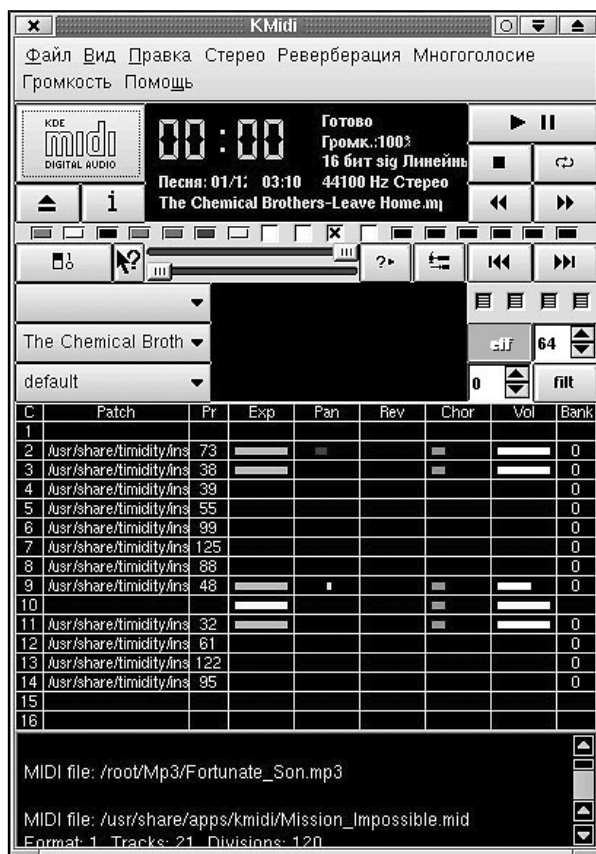 KMidi
Файл Вид Правка Стерео Реверберация Многоголосие
Громкость Помощь
KDE
midi
DIGITAL AUDIO
00:00
Готово
Громк.:100%
16 бит sig Линейны
Песня: 01/12 03:10 44100 Hz Стерео
The Chemical Brothers-Leave Home.mp
i
The Chemical Broth
eff 64
default
0 filt
C Patch Pr Exp Pan Rev Chor Vol Bank
1
2 /usr/share/timidity/ins 73 0
3 /usr/share/timidity/ins 38 0
4 /usr/share/timidity/ins 39 0
5 /usr/share/timidity/ins 55 0
6 /usr/share/timidity/ins 99 0
7 /usr/share/timidity/ins 125 0
8 /usr/share/timidity/ins 88 0
9 /usr/share/timidity/ins 48 0
10
11 /usr/share/timidity/ins 32 0
12 /usr/share/timidity/ins 61 0
13 /usr/share/timidity/ins 122 0
14 /usr/share/timidity/ins 95 0
15
16
MIDI file: /root/Mp3/Fortunate_Son.mp3
MIDI file: /usr/share/apps/kmidi/Mission_Impossible.mid
Format: 1 Tracks: 21 Divisions: 120